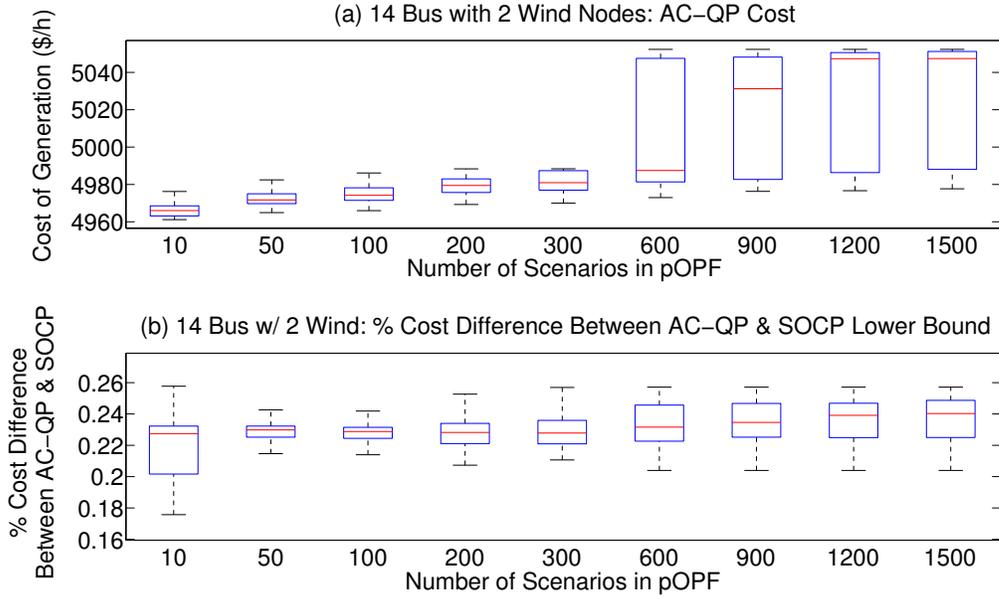 (a) 14 Bus with 2 Wind Nodes: AC−QP Cost
Cost of Generation ($/h)
5040
5020
5000
4980
4960
10 50 100 200 300 600 900 1200 1500
Number of Scenarios in pOPF
(b) 14 Bus w/ 2 Wind: % Cost Difference Between AC−QP & SOCP Lower Bound
% Cost Difference
Between AC−QP & SOCP
0.26
0.24
0.22
0.2
0.18
0.16
10 50 100 200 300 600 900 1200 1500
Number of Scenarios in pOPF